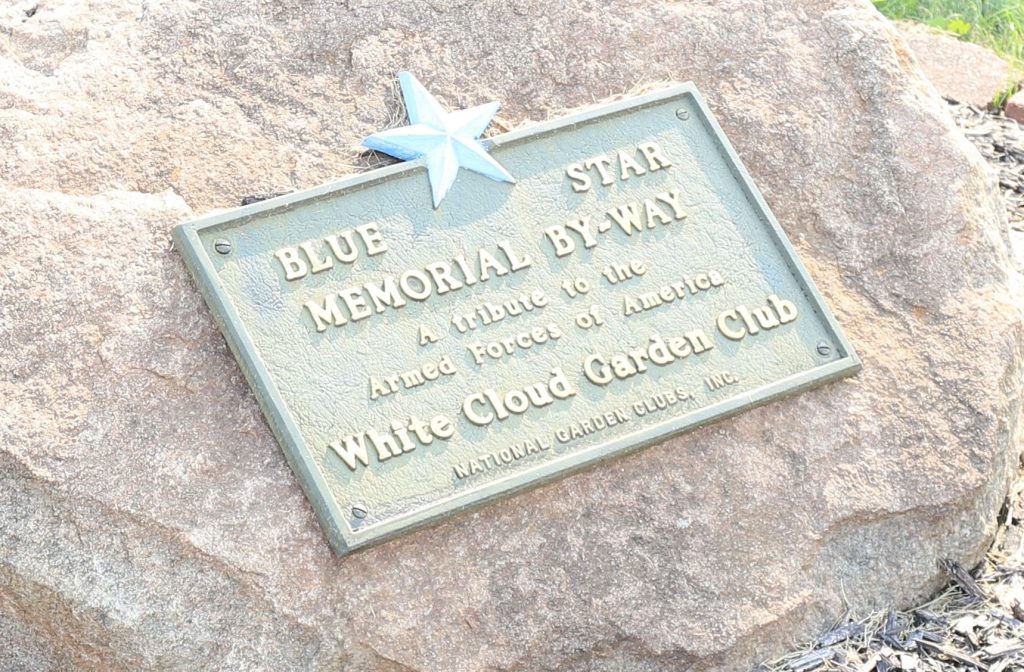 BLUE STAR
MEMORIAL BY-WAY
A tribute to the
Armed Forces of America
White Cloud Garden Club
NATIONAL GARDEN CLUBS, INC.